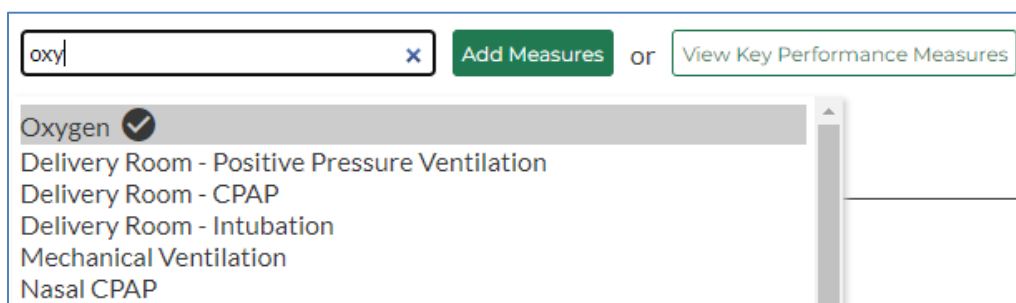 oxy Add Measures or View Key Performance Measures
Oxygen
Delivery Room - Positive Pressure Ventilation
Delivery Room - CPAP
Delivery Room - Intubation
Mechanical Ventilation
Nasal CPAP